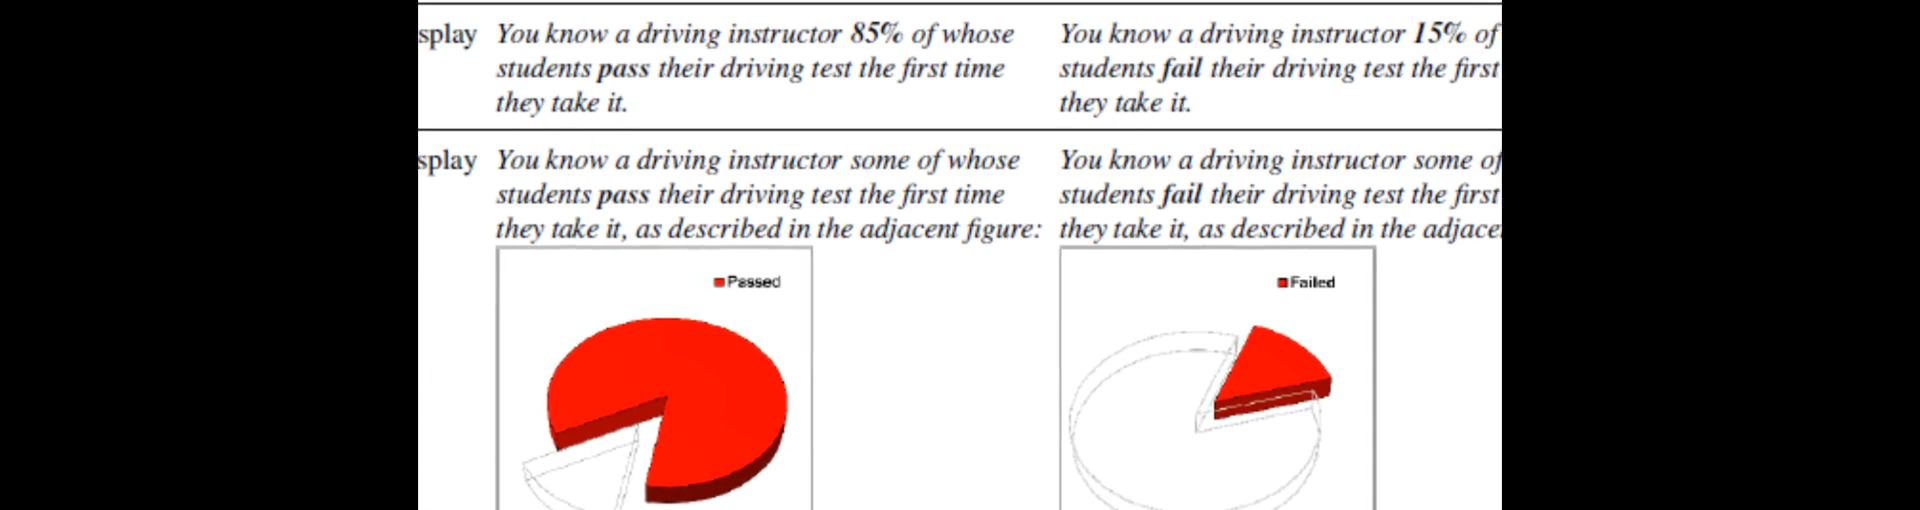 splay You know a driving instructor 85% of whose
students pass their driving test the first time
they take it.
You know a driving instructor 15% of
students fail their driving test the first
they take it.
splay You know a driving instructor some of whose
students pass their driving test the first time
they take it, as described in the adjacent figure:
You know a driving instructor some of
students fail their driving test the first
they take it, as described in the adjace
Passed
Failed